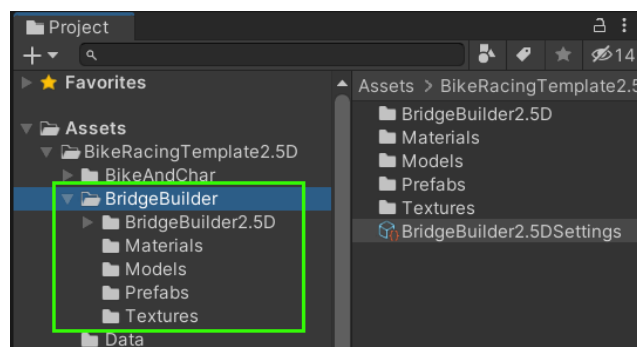 Project
14
Favorites
Assets
BikeRacingTemplate2.5D
BikeAndChar
BridgeBuilder
BridgeBuilder2.5D
Materials
Models
Prefabs
Textures
Data
Assets > BikeRacingTemplate2.5
BridgeBuilder2.5D
Materials
Models
Prefabs
Textures
BridgeBuilder2.5DSettings